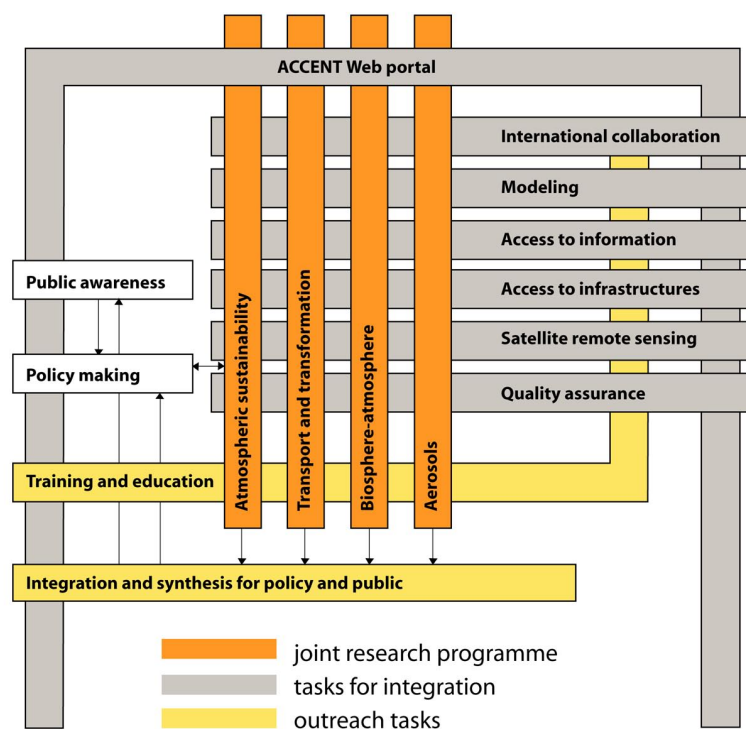 ACCENT Web portal
International collaboration
Modeling
Access to information
Access to infrastructures
Satellite remote sensing
Quality assurance
Public awareness
Policy making
Atmospheric sustainability
Transport and transformation
Biosphere-atmosphere
Aerosols
Training and education
Integration and synthesis for policy and public
joint research programme
tasks for integration
outreach tasks